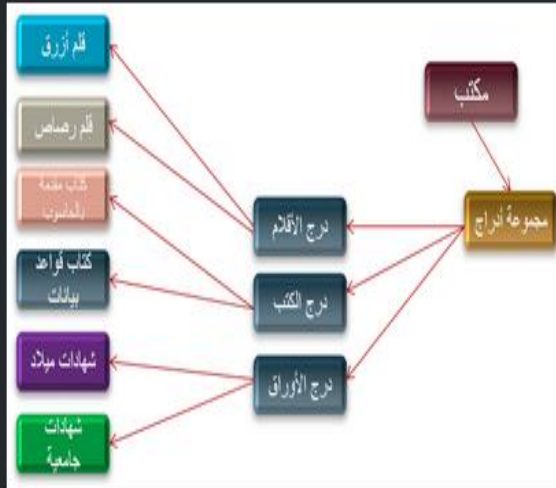 مكتب
مجموعة أدراج
درج الأقلام
درج الكتب
درج الأوراق
قلم أزرق
قلم رصاص
كتاب مقدمة
بالحاسوب
كتاب قواعد
بيانات
شهادات ميلاد
شهادات
جامعية